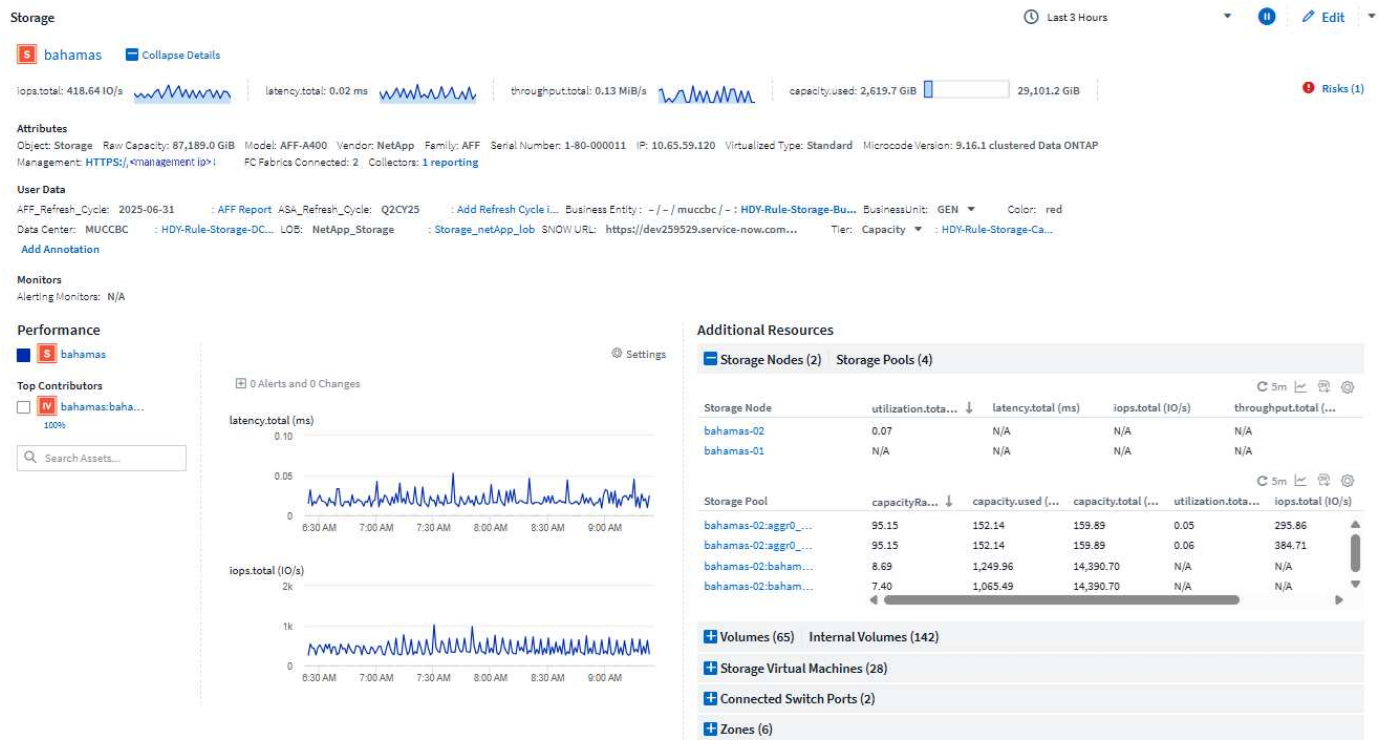 Storage
Last 3 Hours
Edit
S bahamas Collapse Details
iops.total: 418.64 IO/s latency.total: 0.02 ms throughput.total: 0.13 MiB/s capacity.used: 2,619.7 GiB 29,101.2 GiB Risks (1)
Attributes
Object: Storage Raw Capacity: 87,189.0 GiB Model: AFF-A400 Vendor: NetApp Family: AFF Serial Number: 1-80-000011 IP: 10.65.59.120 Virtualized Type: Standard Microcode Version: 9.16.1 clustered Data ONTAP
Management: HTTPS:/, <management ip>: FC Fabrics Connected: 2 Collectors: 1 reporting
User Data
AFF_Refresh_Cycle: 2025-06-31 : AFF Report ASA_Refresh_Cycle: Q2CY25 : Add Refresh Cycle i... Business Entity: - / - / muccbc / - : HDY-Rule-Storage-Bu... BusinessUnit: GEN Color: red
Data Center: MUCCBC : HDY-Rule-Storage-DC... LOB: NetApp_Storage : Storage_netApp_lob SNOW URL: https://dev259529.service-now.com... Tier: Capacity : HDY-Rule-Storage-Ca...
Add Annotation
Monitors
Alerting Monitors: N/A
Performance
S bahamas
Top Contributors
IV bahamas:baha...
100%
Search Assets...
Settings
0 Alerts and 0 Changes
latency.total (ms)
0.10
0.05
0
6:30 AM 7:00 AM 7:30 AM 8:00 AM 8:30 AM 9:00 AM
iops.total (IO/s)
2k
1k
0
6:30 AM 7:00 AM 7:30 AM 8:00 AM 8:30 AM 9:00 AM
Additional Resources
Storage Nodes (2) Storage Pools (4)
5m
Storage Node utilization.tota... ↓ latency.total (ms) iops.total (IO/s) throughput.total (...
bahamas-02 0.07 N/A N/A N/A
bahamas-01 N/A N/A N/A N/A
5m
Storage Pool capacityRa... ↓ capacity.used (... capacity.total (... utilization.tota... iops.total (IO/s)
bahamas-02:aggr0_... 95.15 152.14 159.89 0.05 295.86
bahamas-02:aggr0_... 95.15 152.14 159.89 0.06 384.71
bahamas-02:baham... 8.69 1,249.96 14,390.70 N/A N/A
bahamas-02:baham... 7.40 1,065.49 14,390.70 N/A N/A
Volumes (65) Internal Volumes (142)
Storage Virtual Machines (28)
Connected Switch Ports (2)
Zones (6)